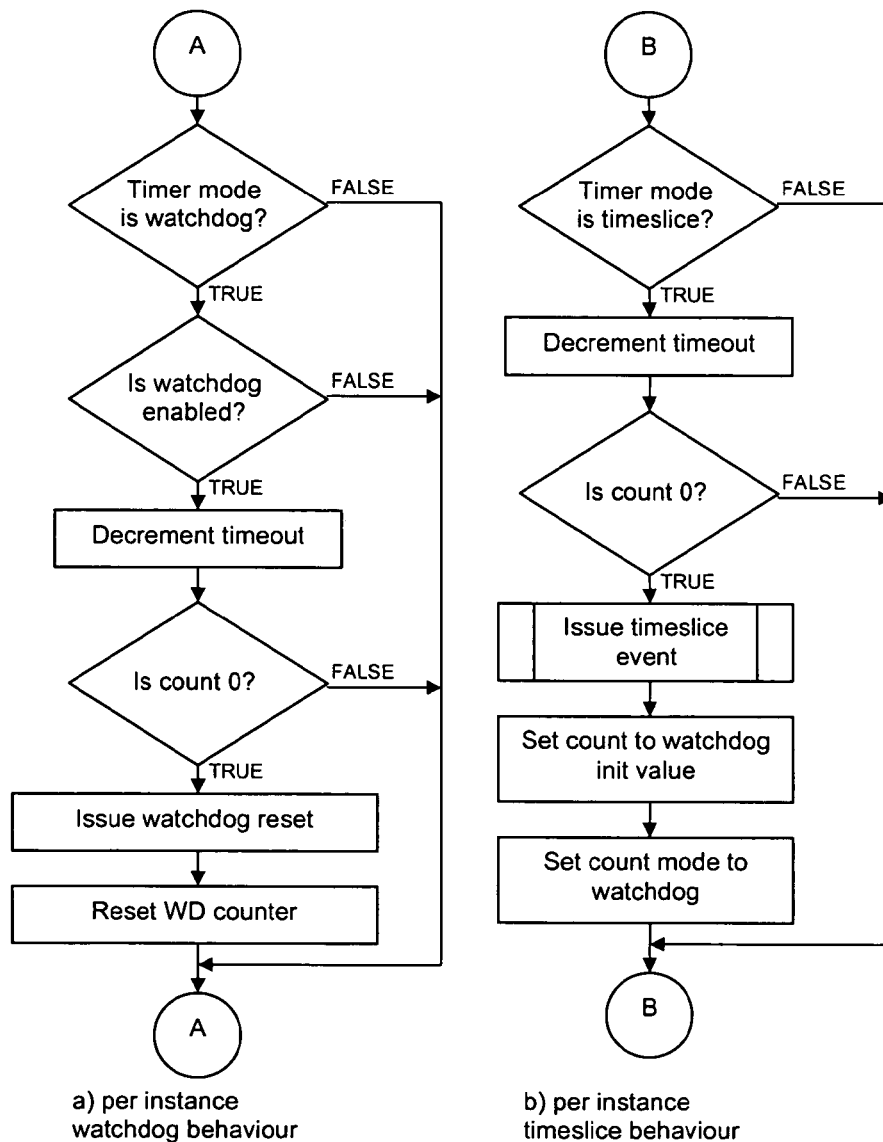 A
Timer mode
is watchdog?
FALSE
TRUE
Is watchdog
enabled?
FALSE
TRUE
Decrement timeout
Is count 0?
FALSE
TRUE
Issue watchdog reset
Reset WD counter
A
a) per instance
watchdog behaviour
B
Timer mode
is timeslice?
FALSE
TRUE
Decrement timeout
Is count 0?
FALSE
TRUE
Issue timeslice
event
Set count to watchdog
init value
Set count mode to
watchdog
B
b) per instance
timeslice behaviour